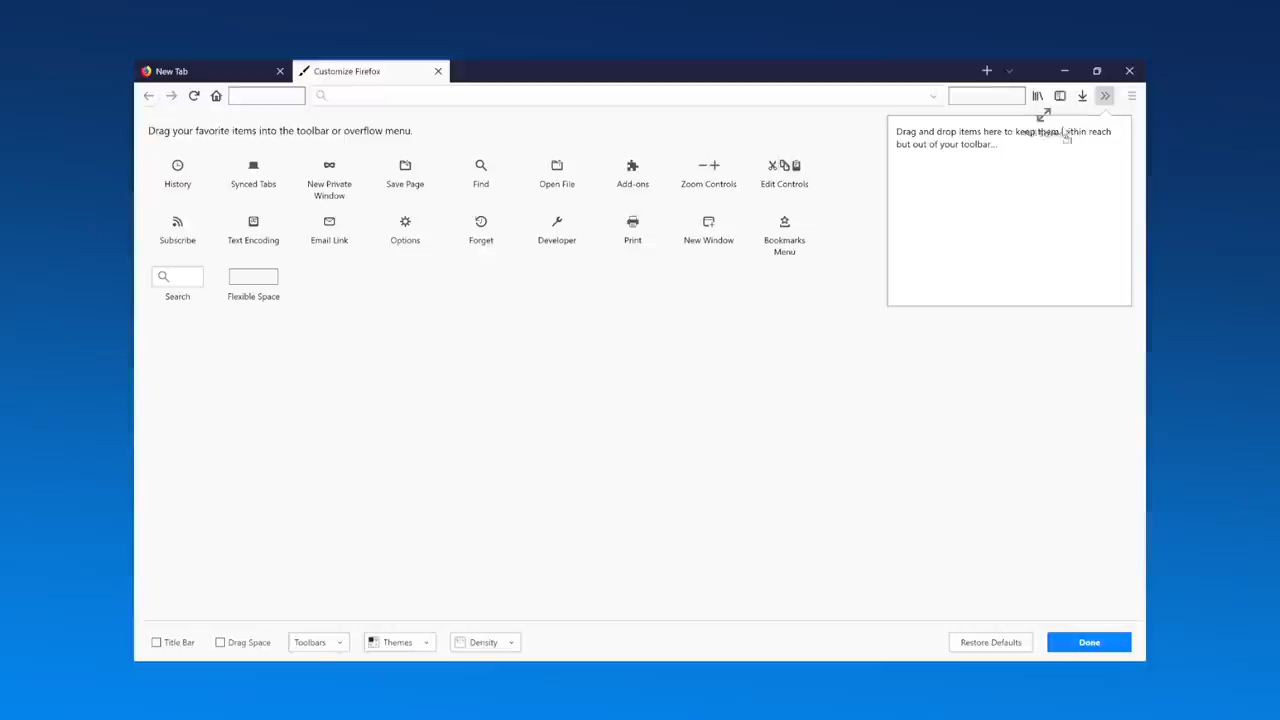 New Tab
Customize Firefox
Drag your favorite items into the toolbar or overflow menu.
Drag and drop items here to keep them within reach
but out of your toolbar...
History
Synced Tabs
New Private
Window
Save Page
Find
Open File
Add-ons
Zoom Controls
Edit Controls
Subscribe
Text Encoding
Email Link
Options
Forget
Developer
Print
New Window
Bookmarks
Menu
Search
Flexible Space
Title Bar
Drag Space
Toolbars
Themes
Density
Restore Defaults
Done